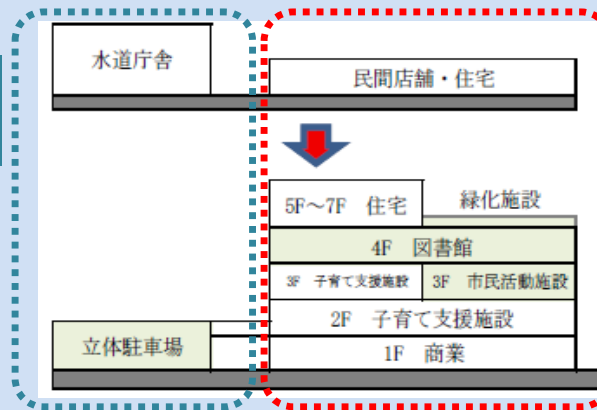 水道庁舎
民間店舗・住宅
5F～7F 住宅
緑化施設
4F 図書館
3F 子育て支援施設
3F 市民活動施設
2F 子育て支援施設
立体駐車場
1F 商業